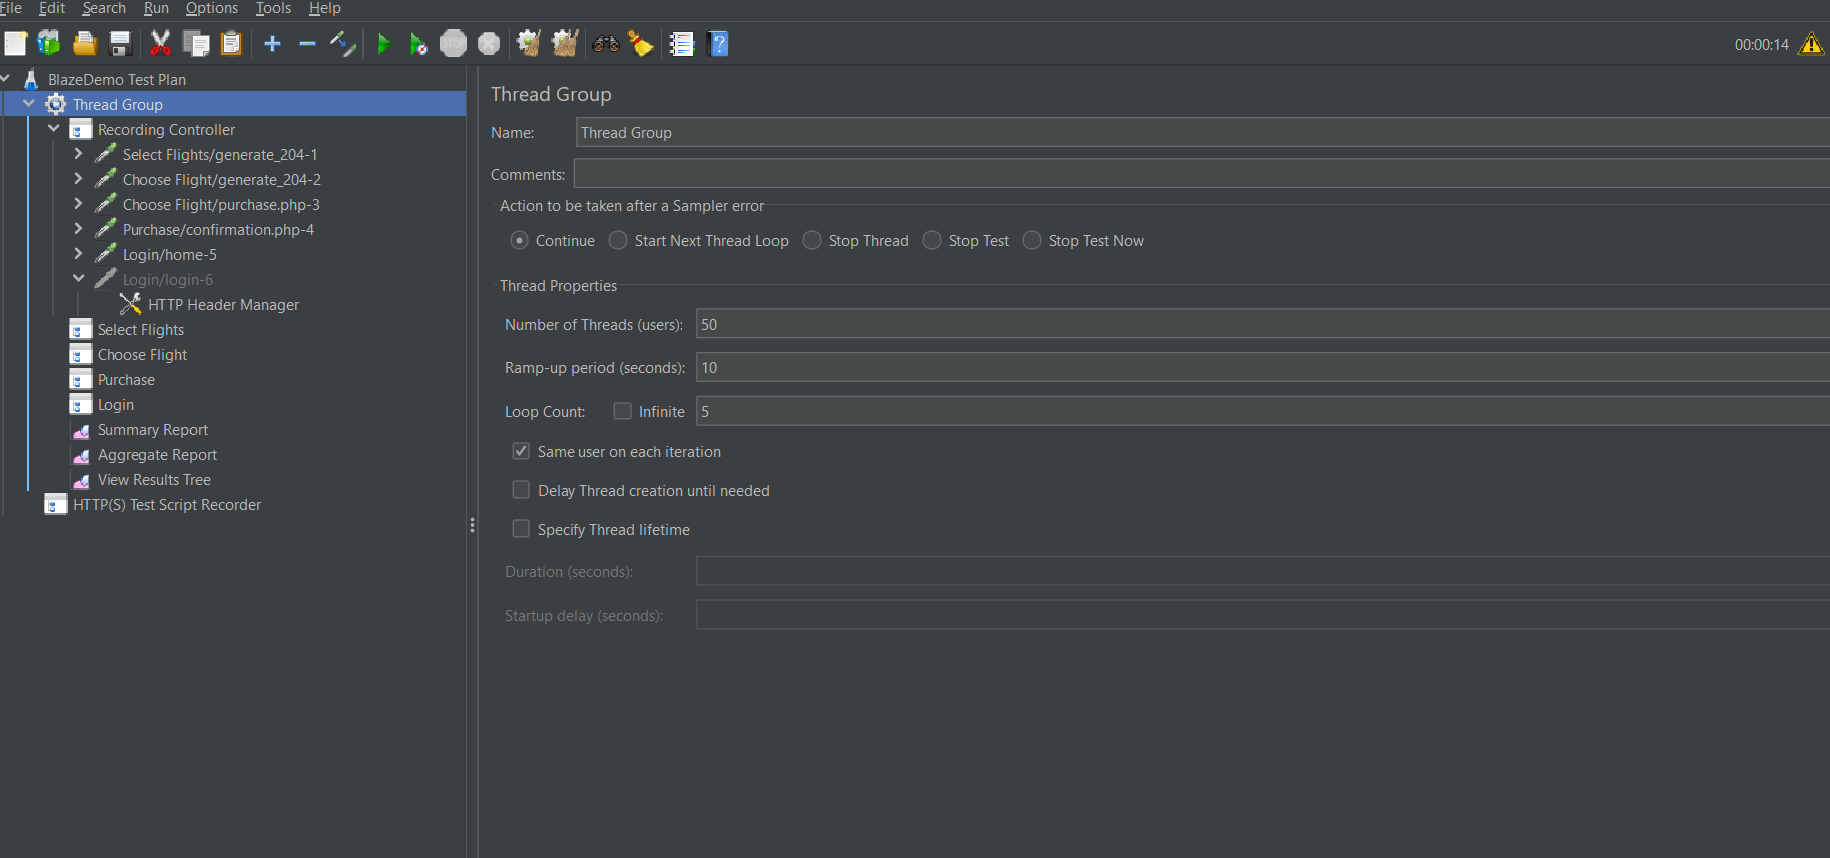 File Edit Search Run Options Tools Help
STOP
00:00:14
BlazeDemo Test Plan
Thread Group
Recording Controller
Select Flights/generate_204-1
Choose Flight/generate_204-2
Choose Flight/purchase.php-3
Purchase/confirmation.php-4
Login/home-5
Login/login-6
HTTP Header Manager
Select Flights
Choose Flight
Purchase
Login
Summary Report
Aggregate Report
View Results Tree
HTTP(S) Test Script Recorder
Thread Group
Name: Thread Group
Comments:
Action to be taken after a Sampler error
Continue Start Next Thread Loop Stop Thread Stop Test Stop Test Now
Thread Properties
Number of Threads (users): 50
Ramp-up period (seconds): 10
Loop Count: Infinite 5
Same user on each iteration
Delay Thread creation until needed
Specify Thread lifetime
Duration (seconds):
Startup delay (seconds):